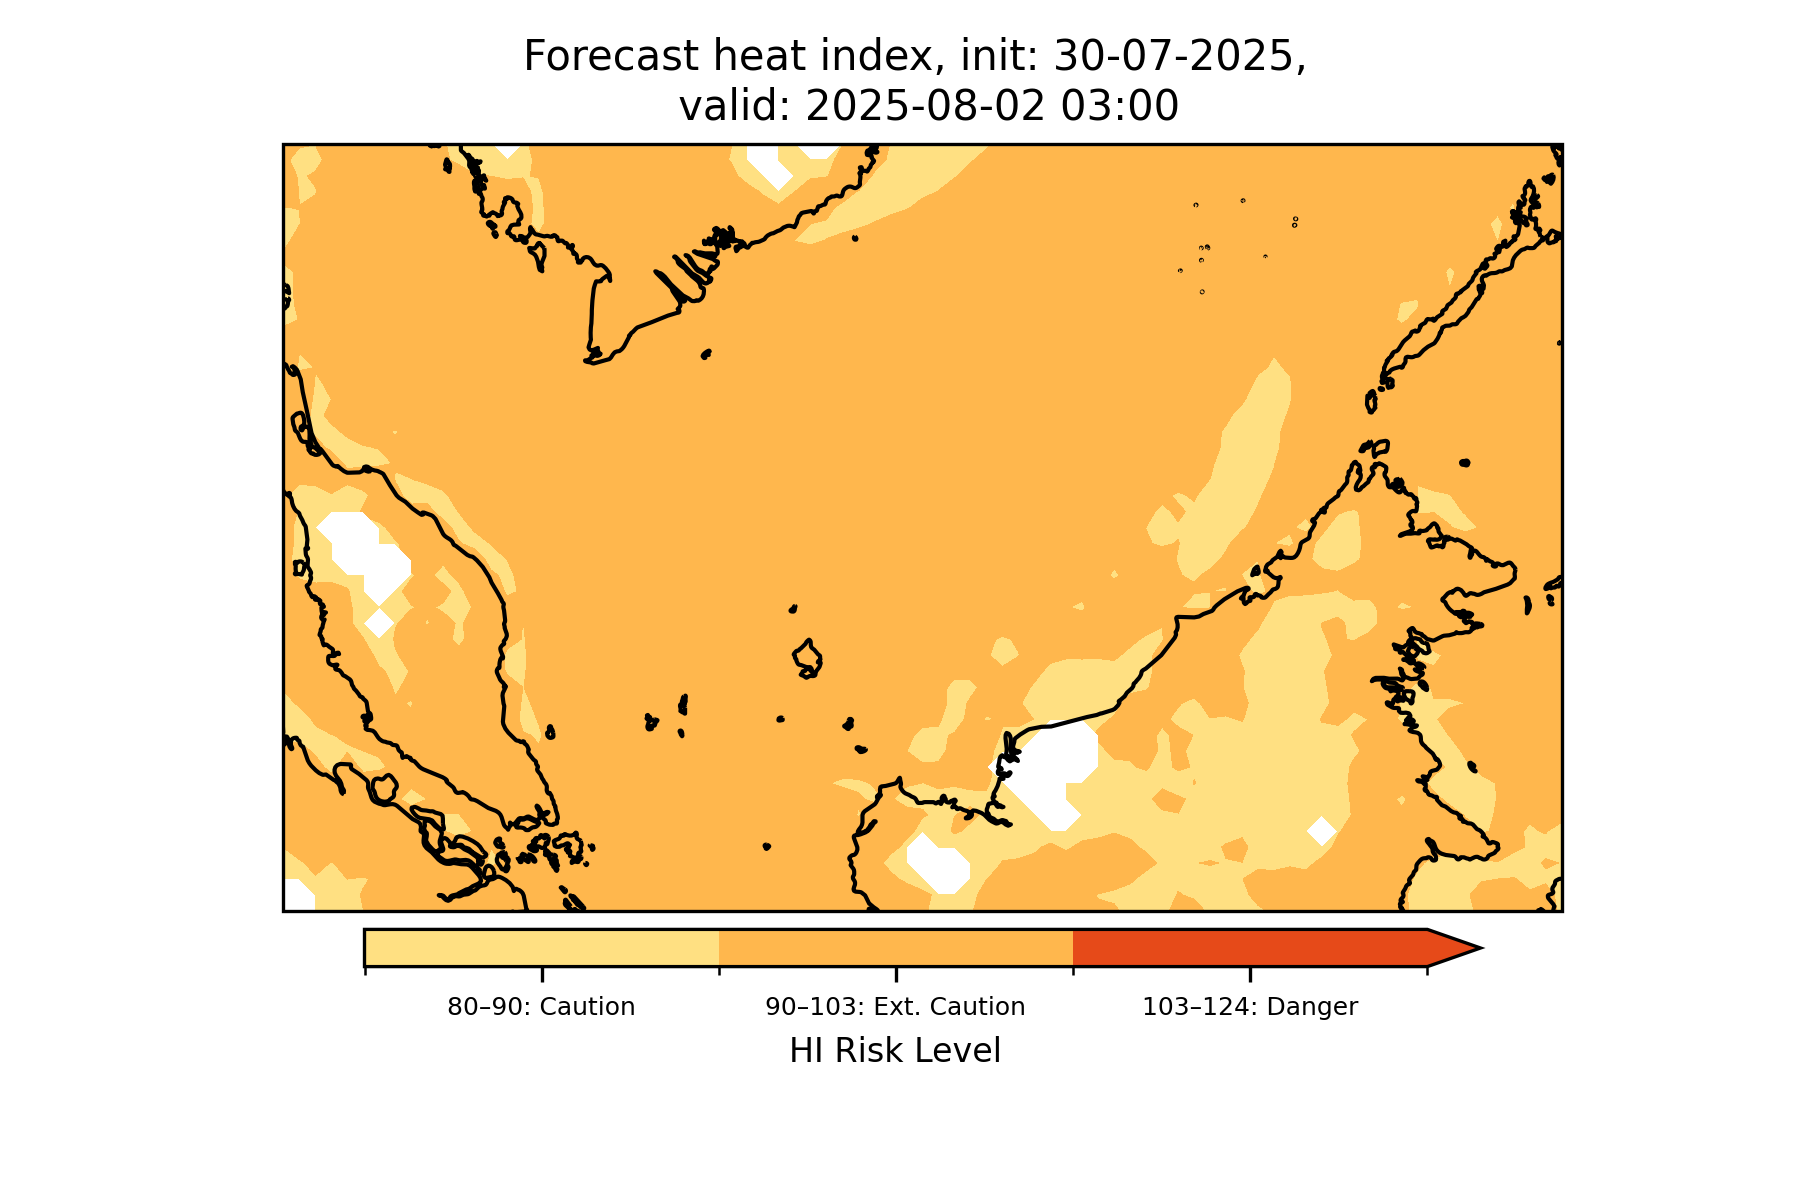 Forecast heat index, init: 30-07-2025,
valid: 2025-08-02 03:00
80–90: Caution
90–103: Ext. Caution
103–124: Danger
HI Risk Level